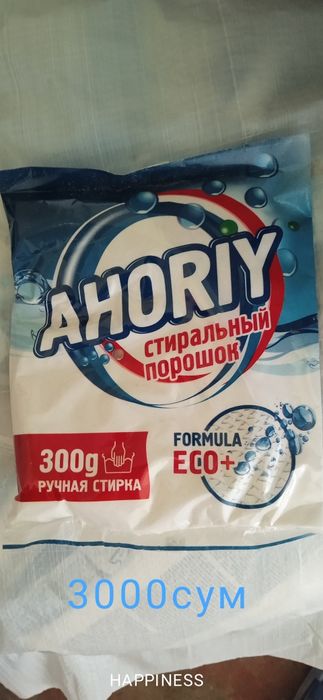 AHORIY
стиральный
порошок
300g
РУЧНАЯ СТИРКА
FORMULA
ECO+
3000сум
HAPPINESS